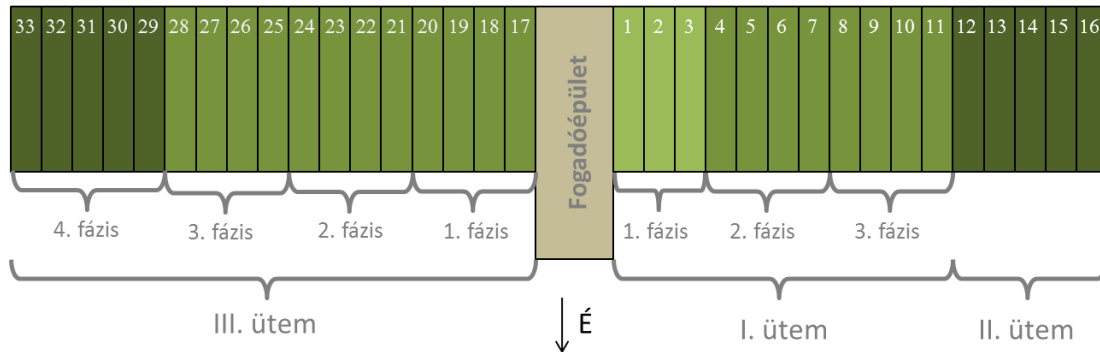 33 32 31 30 29 28 27 26 25 24 23 22 21 20 19 18 17 1 2 3 4 5 6 7 8 9 10 11 12 13 14 15 16
Fogadóépület
4. fázis 3. fázis 2. fázis 1. fázis 1. fázis 2. fázis 3. fázis
III. ütem I. ütem II. ütem
É